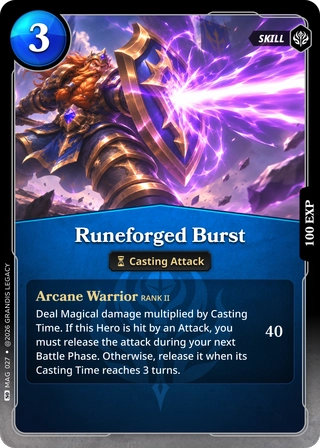 3
SKILL
100 EXP
Runeforged Burst
Casting Attack
Arcane Warrior RANK II
Deal Magical damage multiplied by Casting
Time. If this Hero is hit by an Attack, you
must release the attack during your next
Battle Phase. Otherwise, release it when its
Casting Time reaches 3 turns.
40
MAG 027 • @2026 GRANDIS LEGACY